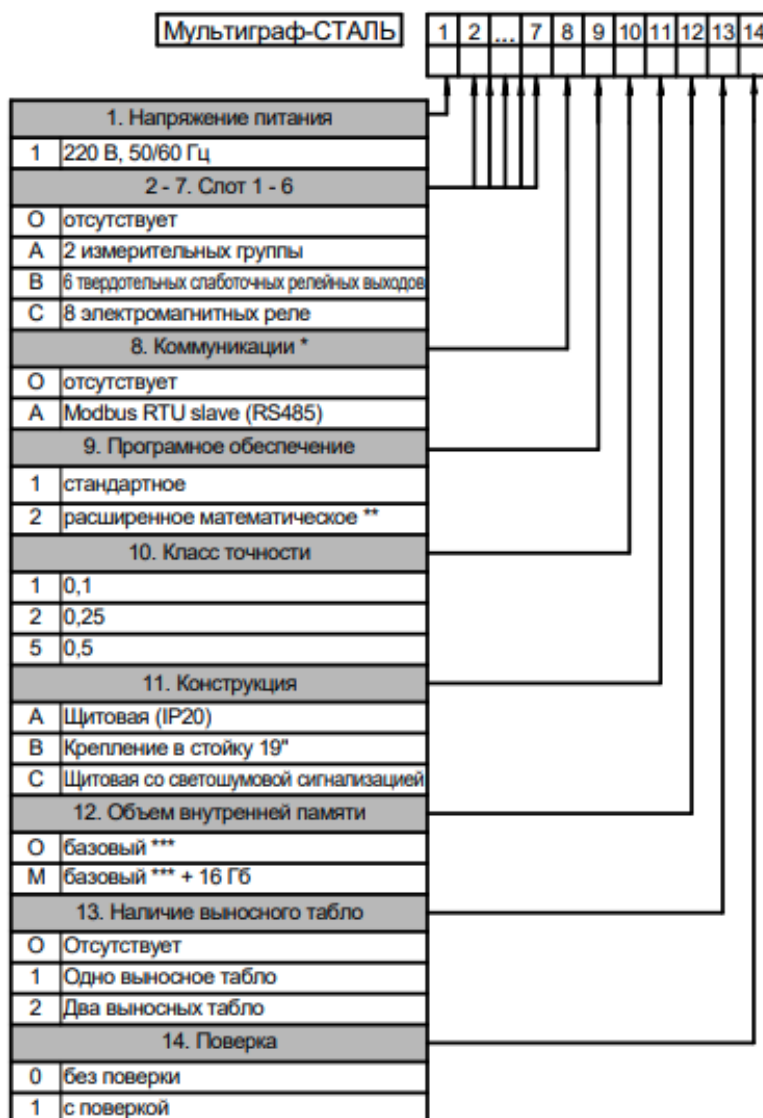 Мультиграф-СТАЛЬ 1 2 ... 7 8 9 10 11 12 13 14
1. Напряжение питания
1 220 В, 50/60 Гц
2 - 7. Слот 1 - 6
О отсутствует
А 2 измерительных группы
В 6 твердотельных слаботочных релейных выходов
С 8 электромагнитных реле
8. Коммуникации *
О отсутствует
А Modbus RTU slave (RS485)
9. Програмное обеспечение
1 стандартное
2 расширенное математическое **
10. Класс точности
1 0,1
2 0,25
5 0,5
11. Конструкция
А Щитовая (IP20)
В Крепление в стойку 19"
С Щитовая со светошумовой сигнализацией
12. Объем внутренней памяти
О базовый ***
М базовый *** + 16 Гб
13. Наличие выносного табло
О Отсутствует
1 Одно выносное табло
2 Два выносных табло
14. Поверка
0 без поверки
1 с поверкой